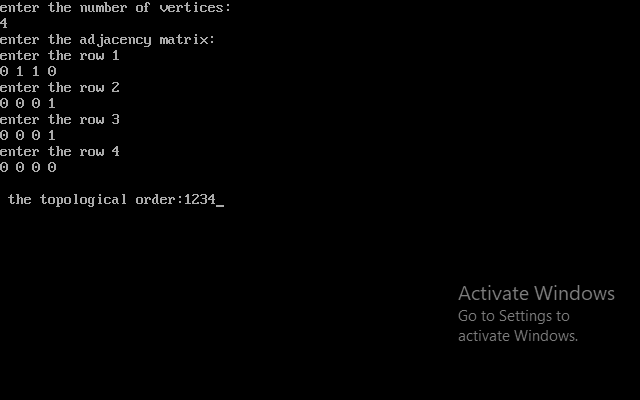 enter the number of vertices:
4
enter the adjacency matrix:
enter the row 1
0 1 1 0
enter the row 2
0 0 0 1
enter the row 3
0 0 0 1
enter the row 4
0 0 0 0
the topological order:1234_
Activate Windows
Go to Settings to
activate Windows.